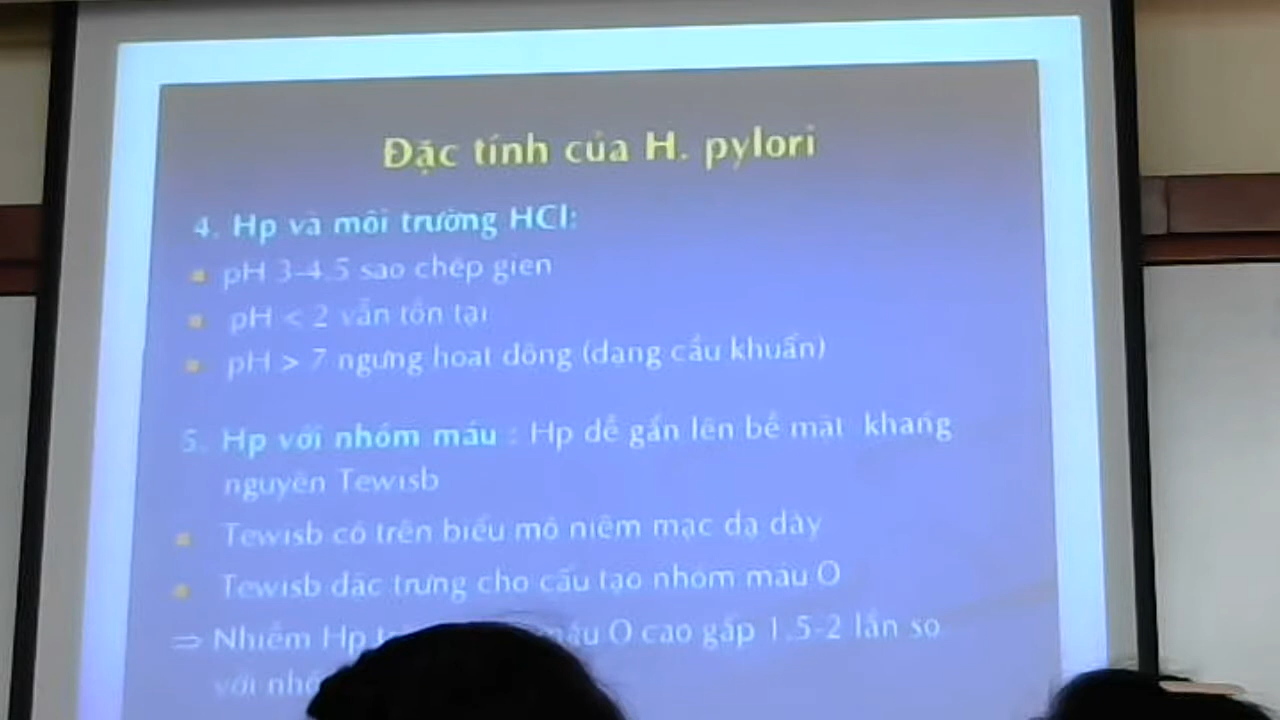 Đặc tính của H. pylori
4. Hp và môi trường HCl:
pH 3-4.5 sao chép gien
pH < 2 vẫn tồn tại
pH > 7 ngưng hoạt động (dạng cầu khuẩn)
5. Hp với nhóm máu : Hp dễ gắn lên bề mặt kháng
nguyên Tewisb
Tewisb có trên biểu mô niêm mạc dạ dày
Tewisb đặc trưng cho cấu tạo nhóm máu O
⇒ Nhiễm Hp máu O cao gấp 1.5-2 lần so
với